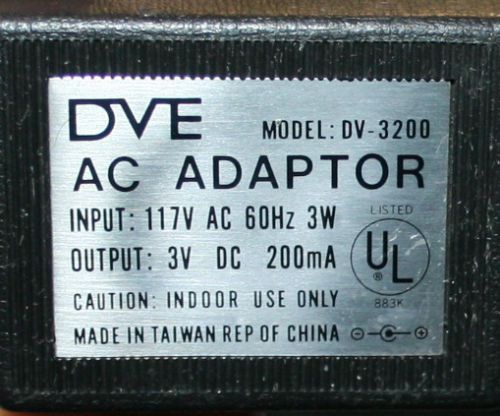 DVE
MODEL: DV-3200
AC ADAPTOR
INPUT: 117V AC 60Hz 3W
OUTPUT: 3V DC 200mA
LISTED
UL
®
883K
CAUTION: INDOOR USE ONLY
MADE IN TAIWAN REP OF CHINA